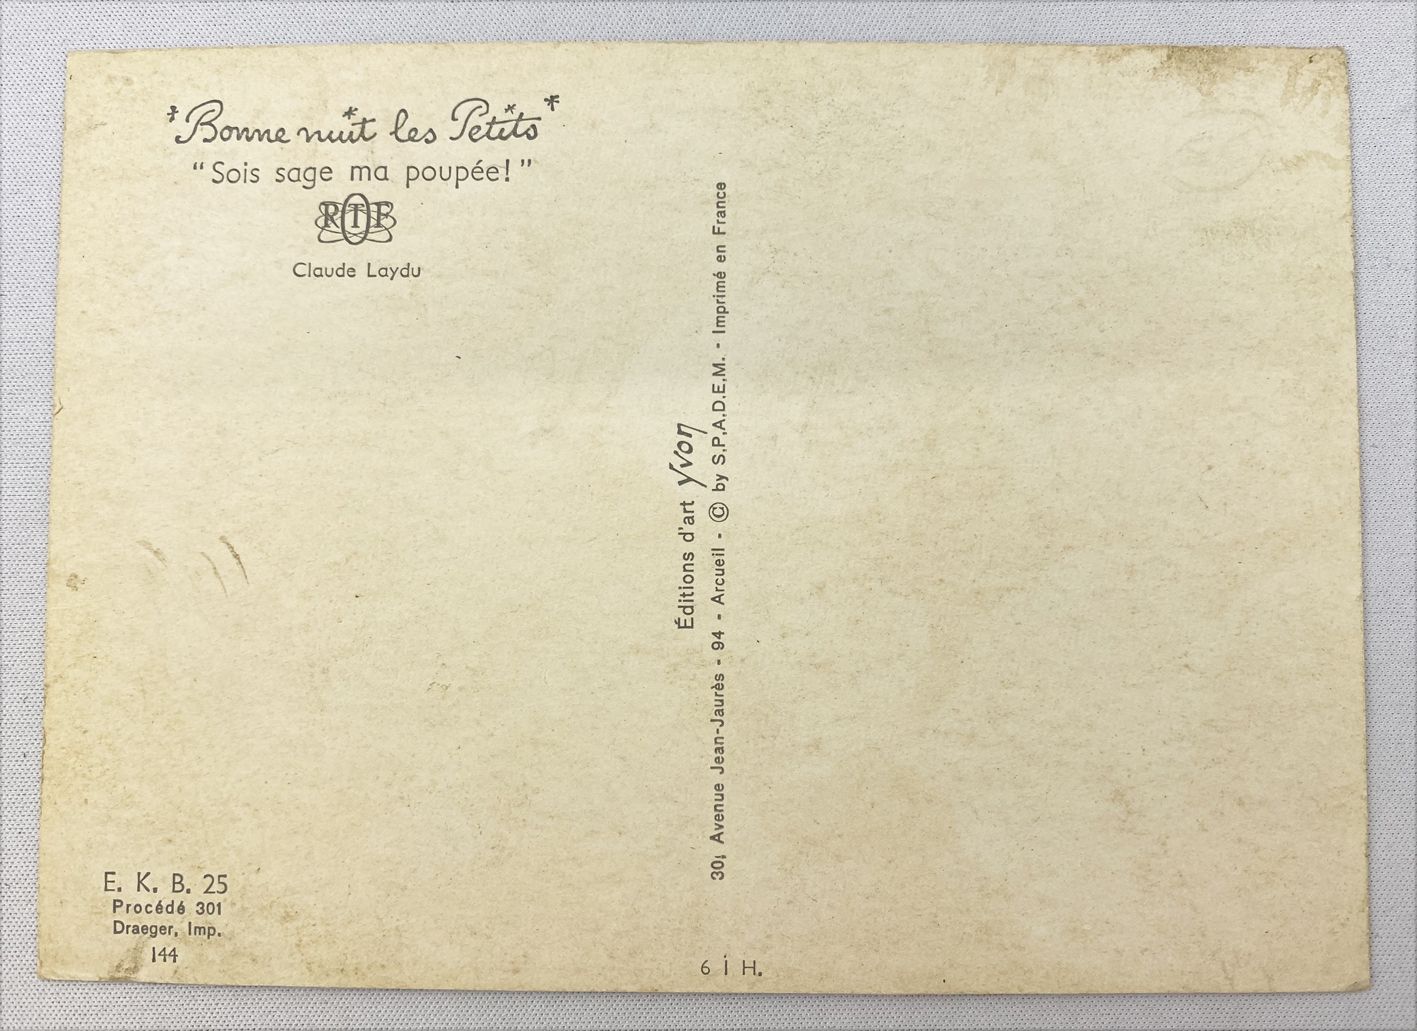 Bonne nuit les Petits
“Sois sage ma poupée!”
RTF
Claude Laydu
Éditions d'art yvon
30, Avenue Jean-Jaurès - 94 - Arcueil - © by S.P.A.D.E.M. - Imprimé en France
E. K. B. 25
Procédé 301
Draeger, Imp.
144
6 i H.